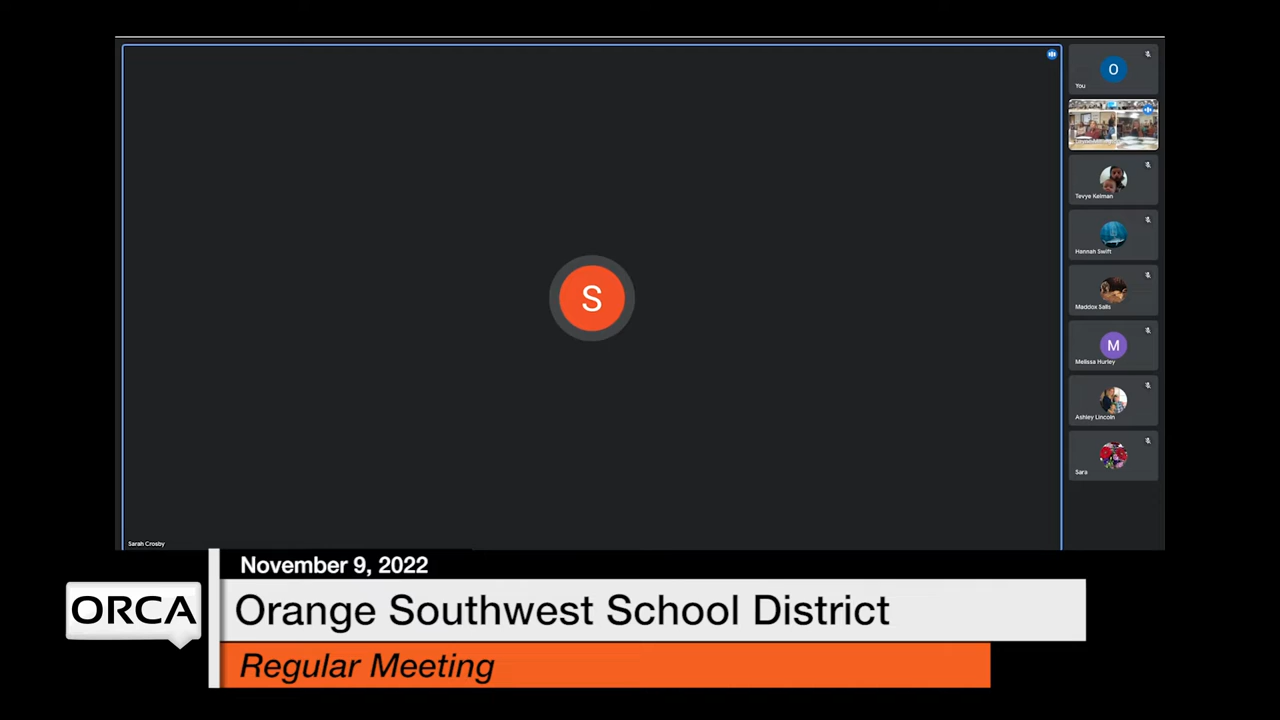 O
You
Tevye Kelman
Hannah Swift
Maddox Salls
M
Melissa Hurley
Ashley Lincoln
Sara
S
Sarah Crosby
November 9, 2022
ORCA
Orange Southwest School District
Regular Meeting